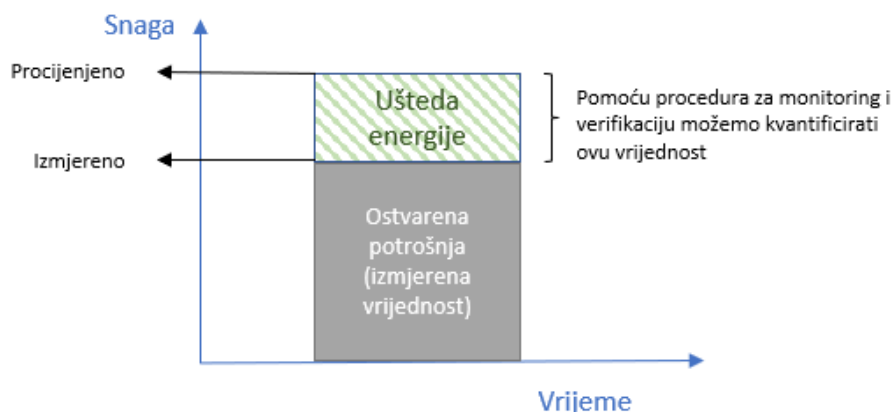 Snaga
Procijenjeno
Ušteda
energije
Pomoću procedura za monitoring i
verifikaciju možemo kvantificirati
ovu vrijednost
Izmjereno
Ostvarena
potrošnja
(izmjerena
vrijednost)
Vrijeme